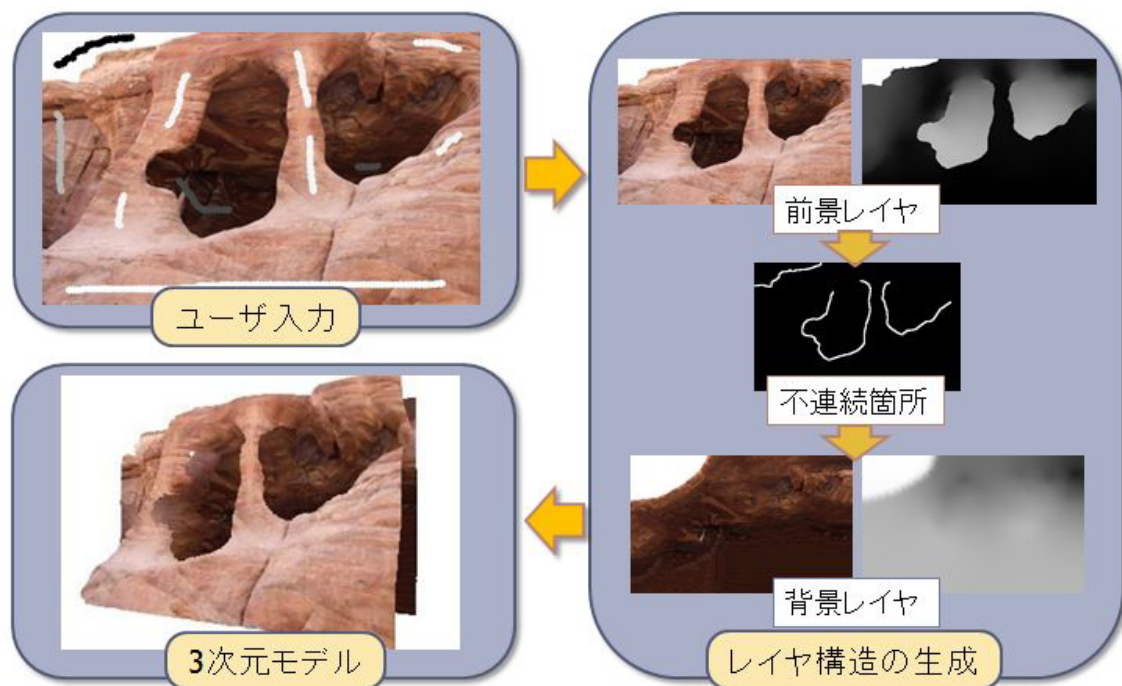 ユーザ入力
前景レイヤ
不連続箇所
背景レイヤ
レイヤ構造の生成
3次元モデル